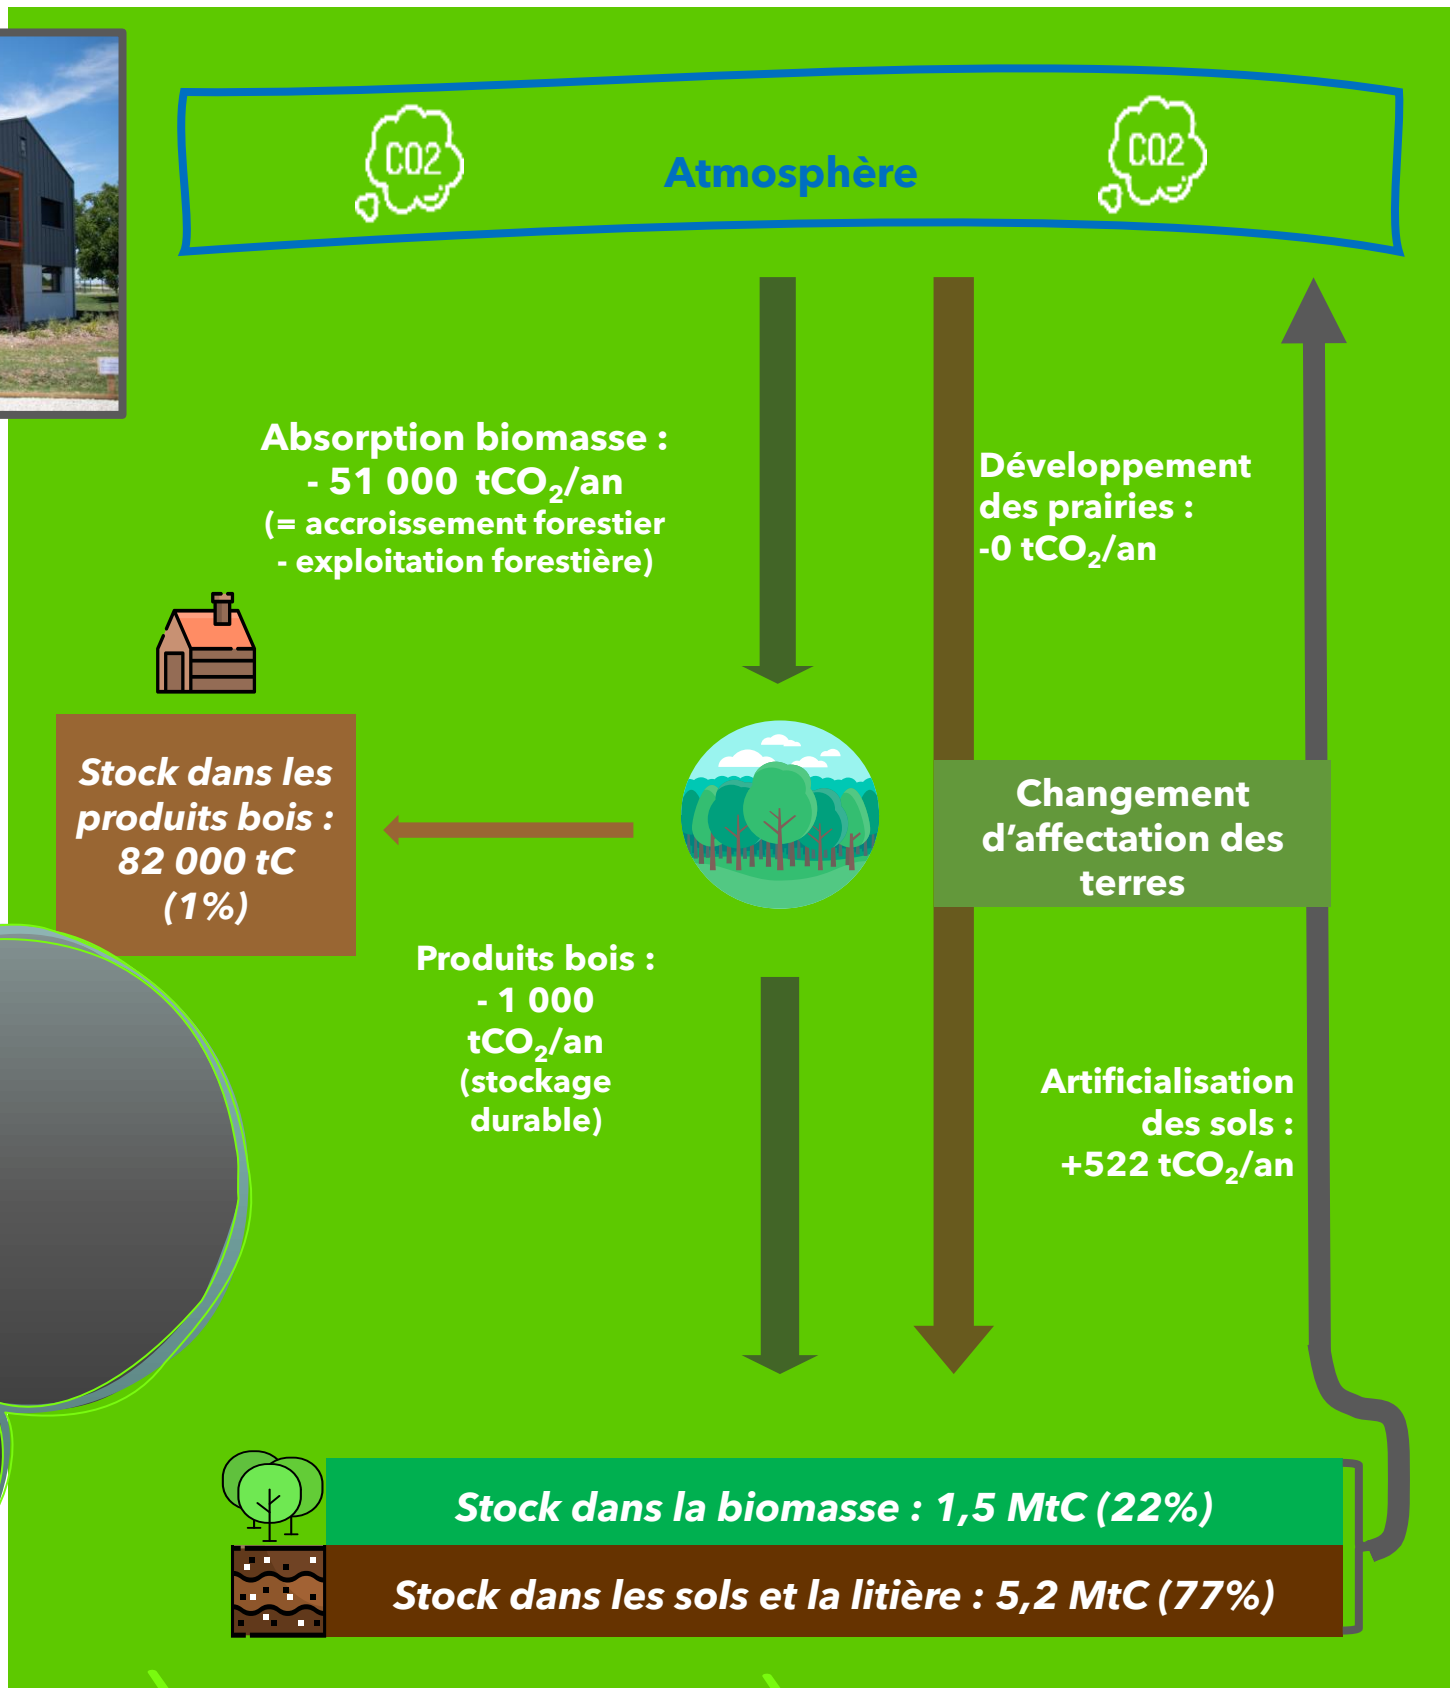 CO2
Atmosphère
CO2
Absorption biomasse :
- 51 000 tCO₂/an
(= accroissement forestier
- exploitation forestière)
Développement
des prairies :
-0 tCO₂/an
Stock dans les
produits bois :
82 000 tC
(1%)
Changement
d'affectation des
terres
Produits bois :
- 1 000
tCO₂/an
(stockage
durable)
Artificialisation
des sols :
+522 tCO₂/an
Stock dans la biomasse : 1,5 MtC (22%)
Stock dans les sols et la litière : 5,2 MtC (77%)